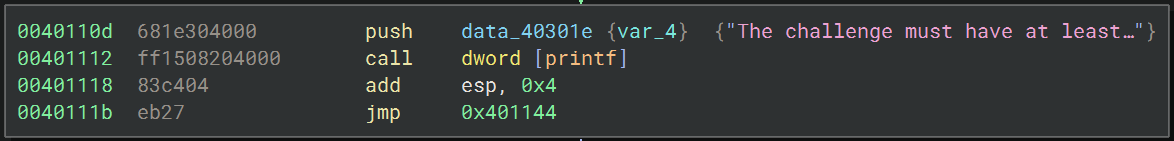 0040110d 681e304000 push data_40301e {var_4} {"The challenge must have at least…"}
00401112 ff1508204000 call dword [printf]
00401118 83c404 add esp, 0x4
0040111b eb27 jmp 0x401144